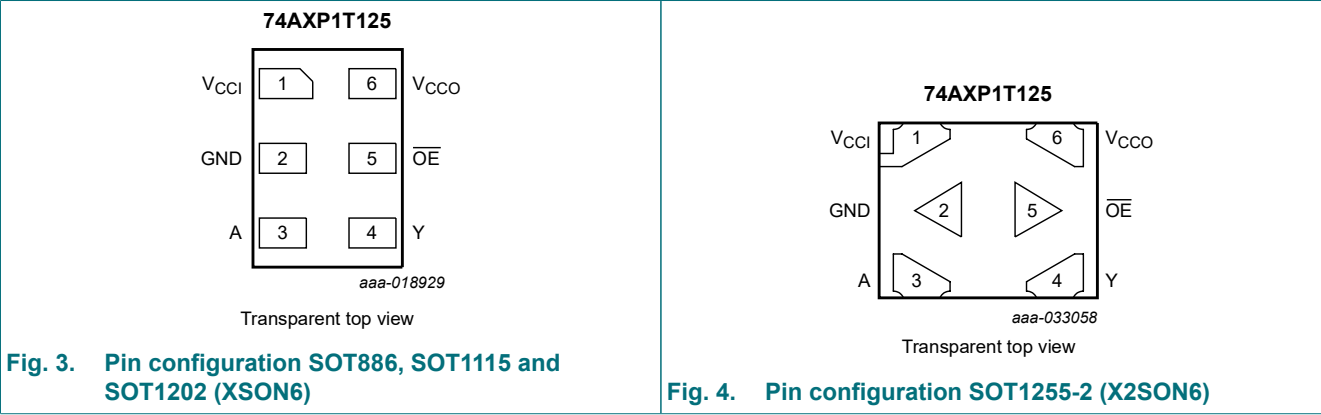 74AXP1T125
VCCI 1 6 VCCO
GND 2 5 OE
A 3 4 Y
aaa-018929
Transparent top view
Fig. 3. Pin configuration SOT886, SOT1115 and
SOT1202 (XSON6)
74AXP1T125
VCCI 1 6 VCCO
GND 2 5 OE
A 3 4 Y
aaa-033058
Transparent top view
Fig. 4. Pin configuration SOT1255-2 (X2SON6)